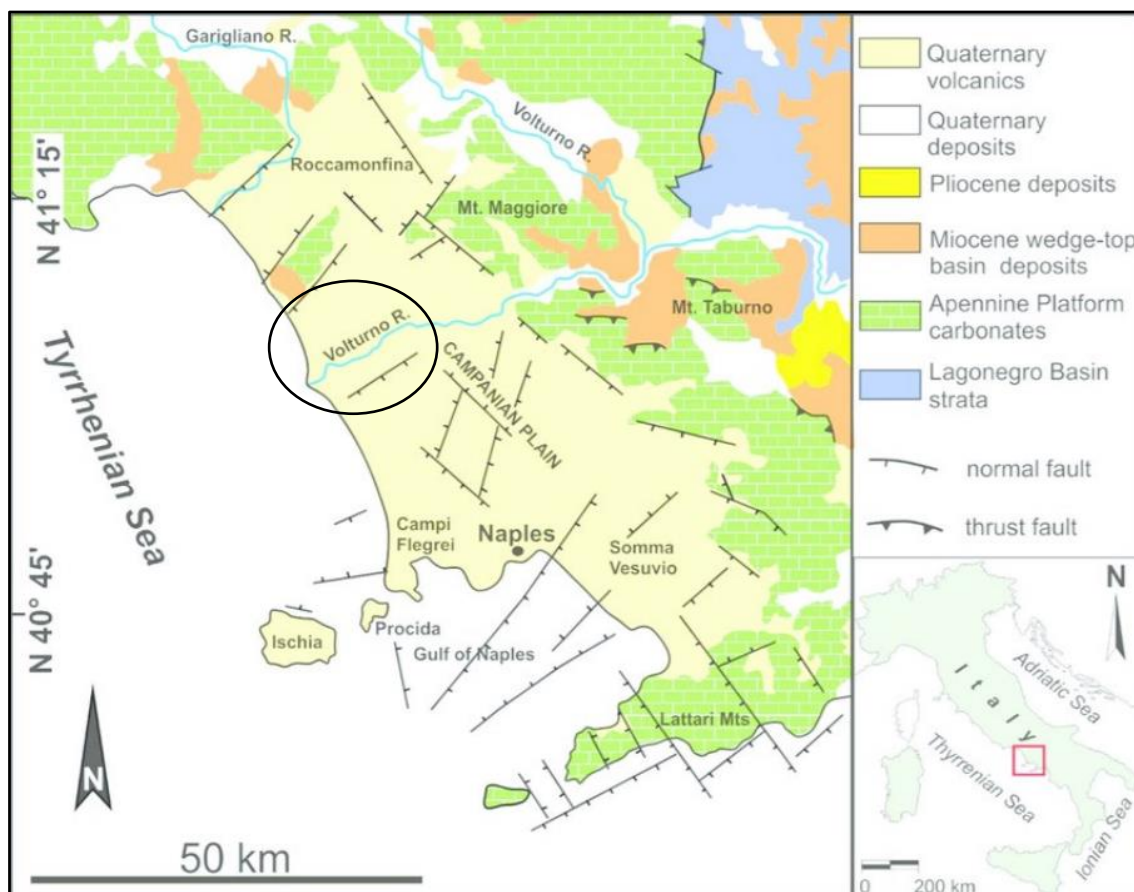 Garigliano R.
Volturno R.
Roccamonfina
Mt. Maggiore
N 41° 15'
Mt. Taburno
Volturno R.
CAMPANIAN PLAIN
Tyrrhenian Sea
Campi
Flegrei
Naples
Somma
Vesuvio
N 40° 45'
Ischia
Procida
Gulf of Naples
Lattari Mts
N
50 km
Quaternary
volcanics
Quaternary
deposits
Pliocene deposits
Miocene wedge-top
basin deposits
Apennine Platform
carbonates
Lagonegro Basin
strata
normal fault
thrust fault
N
Italy
Adriatic Sea
Thyrrenian Sea
Ionian Sea
0 200 km